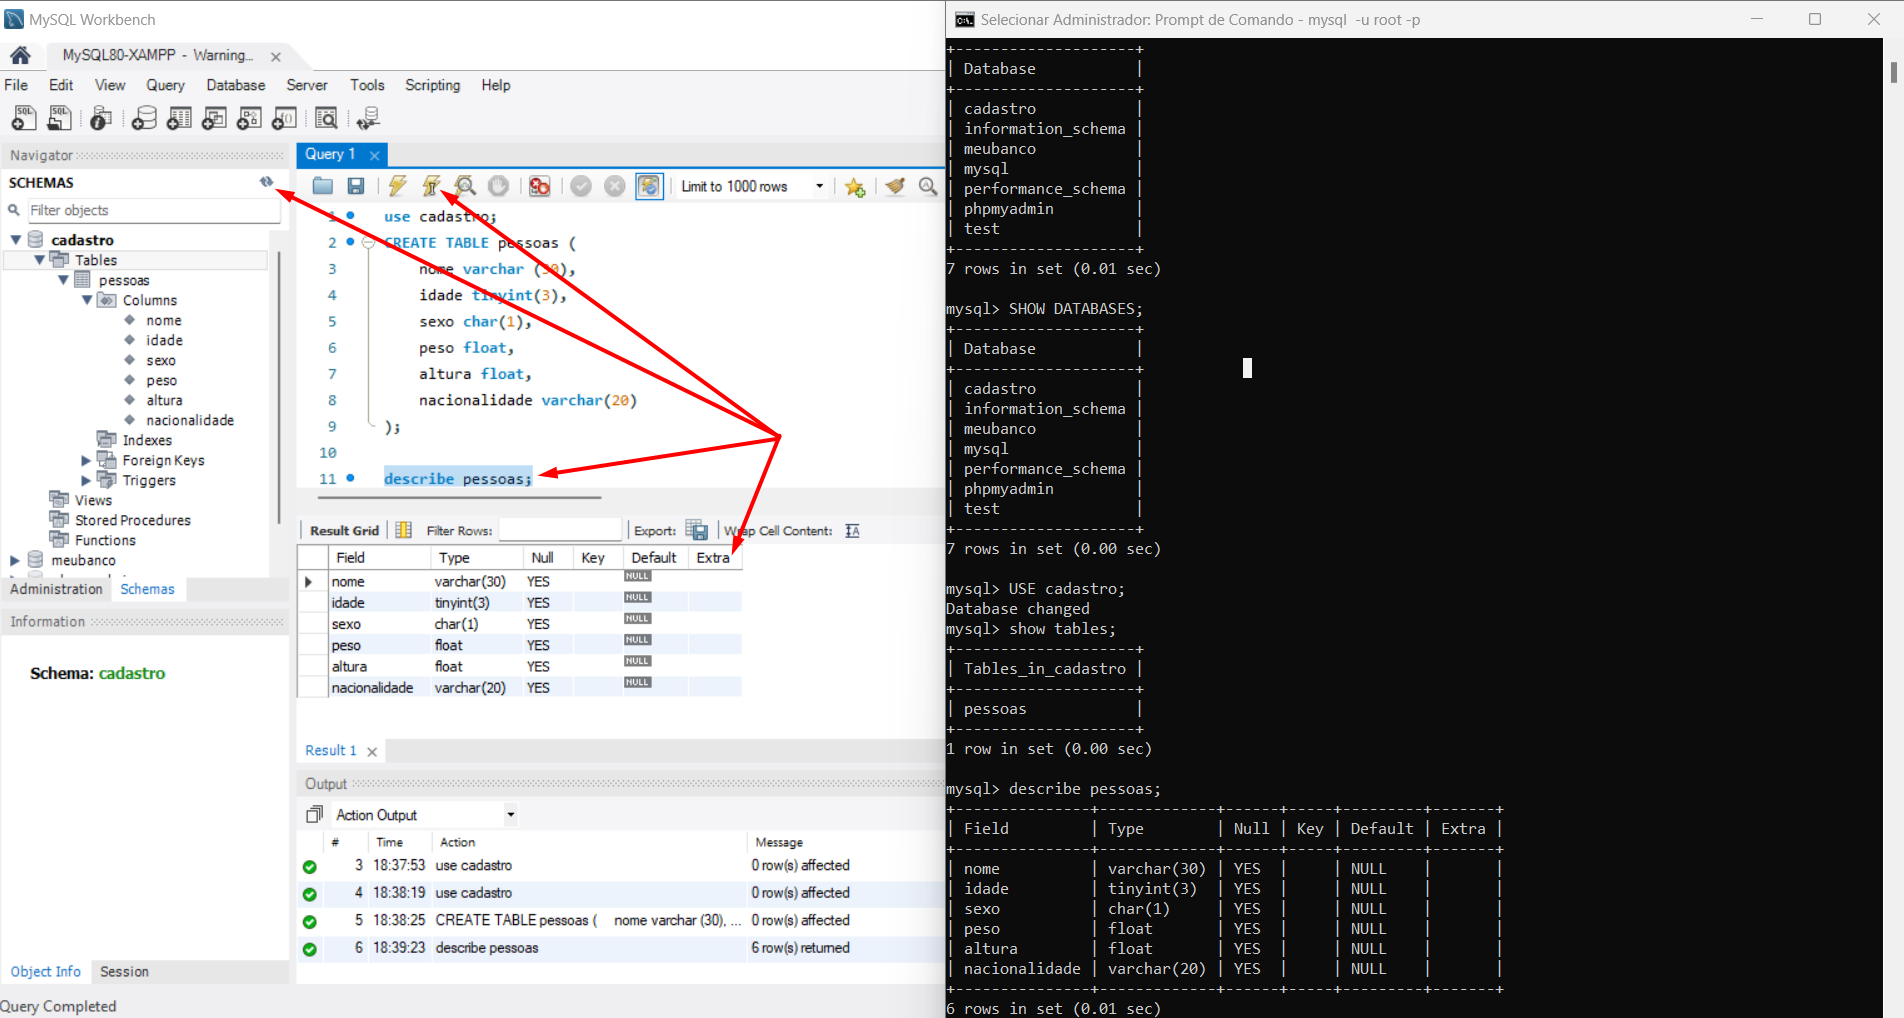 MySQL Workbench
MySQL80-XAMPP - Warning...
File Edit View Query Database Server Tools Scripting Help
Navigator
SCHEMAS
Filter objects
cadastro
Tables
pessoas
Columns
nome
idade
sexo
peso
altura
nacionalidade
Indexes
Foreign Keys
Triggers
Views
Stored Procedures
Functions
meubanco
Administration Schemas
Information
Schema: cadastro
Object Info Session
Query Completed
Query 1
Limit to 1000 rows
1 use cadastro;
2 CREATE TABLE pessoas (
3 nome varchar (30),
4 idade tinyint(3),
5 sexo char(1),
6 peso float,
7 altura float,
8 nacionalidade varchar(20)
9 );
10
11 describe pessoas;
Result Grid Filter Rows: Export: Wrap Cell Content:
Field Type Null Key Default Extra
nome varchar(30) YES NULL
idade tinyint(3) YES NULL
sexo char(1) YES NULL
peso float YES NULL
altura float YES NULL
nacionalidade varchar(20) YES NULL
Result 1
Output
Action Output
# Time Action Message
3 18:37:53 use cadastro 0 row(s) affected
4 18:38:19 use cadastro 0 row(s) affected
5 18:38:25 CREATE TABLE pessoas ( nome varchar (30), ... 0 row(s) affected
6 18:39:23 describe pessoas 6 row(s) returned
Selecionar Administrador: Prompt de Comando - mysql -u root -p
+--------------------+
| Database           |
+--------------------+
| cadastro           |
| information_schema |
| meubanco           |
| mysql              |
| performance_schema |
| phpmyadmin         |
| test               |
+--------------------+
7 rows in set (0.01 sec)
mysql> SHOW DATABASES;
+--------------------+
| Database           |
+--------------------+
| cadastro           |
| information_schema |
| meubanco           |
| mysql              |
| performance_schema |
| phpmyadmin         |
| test               |
+--------------------+
7 rows in set (0.00 sec)
mysql> USE cadastro;
Database changed
mysql> show tables;
+--------------------+
| Tables_in_cadastro |
+--------------------+
| pessoas            |
+--------------------+
1 row in set (0.00 sec)
mysql> describe pessoas;
+---------------+-------------+------+-----+---------+-------+
| Field         | Type        | Null | Key | Default | Extra |
+---------------+-------------+------+-----+---------+-------+
| nome          | varchar(30) | YES  |     | NULL    |       |
| idade         | tinyint(3)  | YES  |     | NULL    |       |
| sexo          | char(1)     | YES  |     | NULL    |       |
| peso          | float       | YES  |     | NULL    |       |
| altura        | float       | YES  |     | NULL    |       |
| nacionalidade | varchar(20) | YES  |     | NULL    |       |
+---------------+-------------+------+-----+---------+-------+
6 rows in set (0.01 sec)